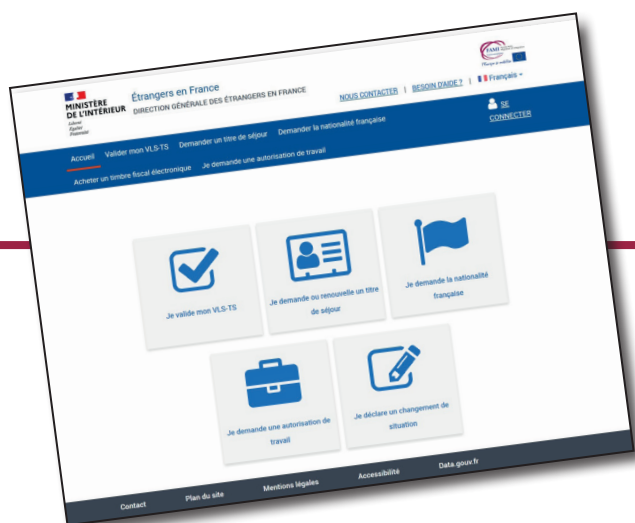 FAMI
MINISTÈRE
DE L'INTÉRIEUR
Liberté
Égalité
Fraternité
Étrangers en France
DIRECTION GÉNÉRALE DES ÉTRANGERS EN FRANCE
NOUS CONTACTER | BESOIN D'AIDE ? | Français
Accueil Valider mon VLS-TS Demander un titre de séjour Demander la nationalité française
SE
CONNECTER
Acheter un timbre fiscal électronique Je demande une autorisation de travail
Je valide mon VLS-TS
Je demande ou renouvelle un titre
de séjour
Je demande la nationalité
française
Je demande une autorisation de
travail
Je déclare un changement de
situation
Contact Plan du site Mentions légales Accessibilité Data.gouv.fr